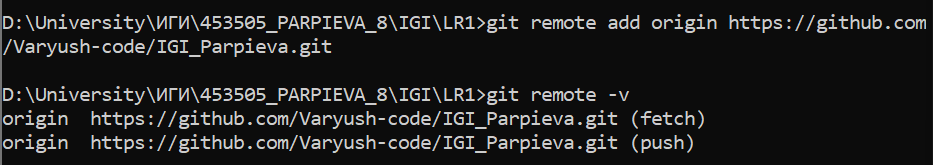 D:\University\ИГИ\453505_PARPIEVA_8\IGI\LR1>git remote add origin https://github.com
/Varyush-code/IGI_Parpieva.git
D:\University\ИГИ\453505_PARPIEVA_8\IGI\LR1>git remote -v
origin  https://github.com/Varyush-code/IGI_Parpieva.git (fetch)
origin  https://github.com/Varyush-code/IGI_Parpieva.git (push)